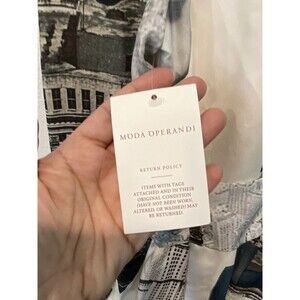 MODA OPERANDI
RETURN POLICY
ITEMS WITH TAGS
ATTACHED AND IN THEIR
ORIGINAL CONDITION
(HAVE NOT BEEN WORN,
ALTERED OR WASHED) MAY
BE RETURNED.